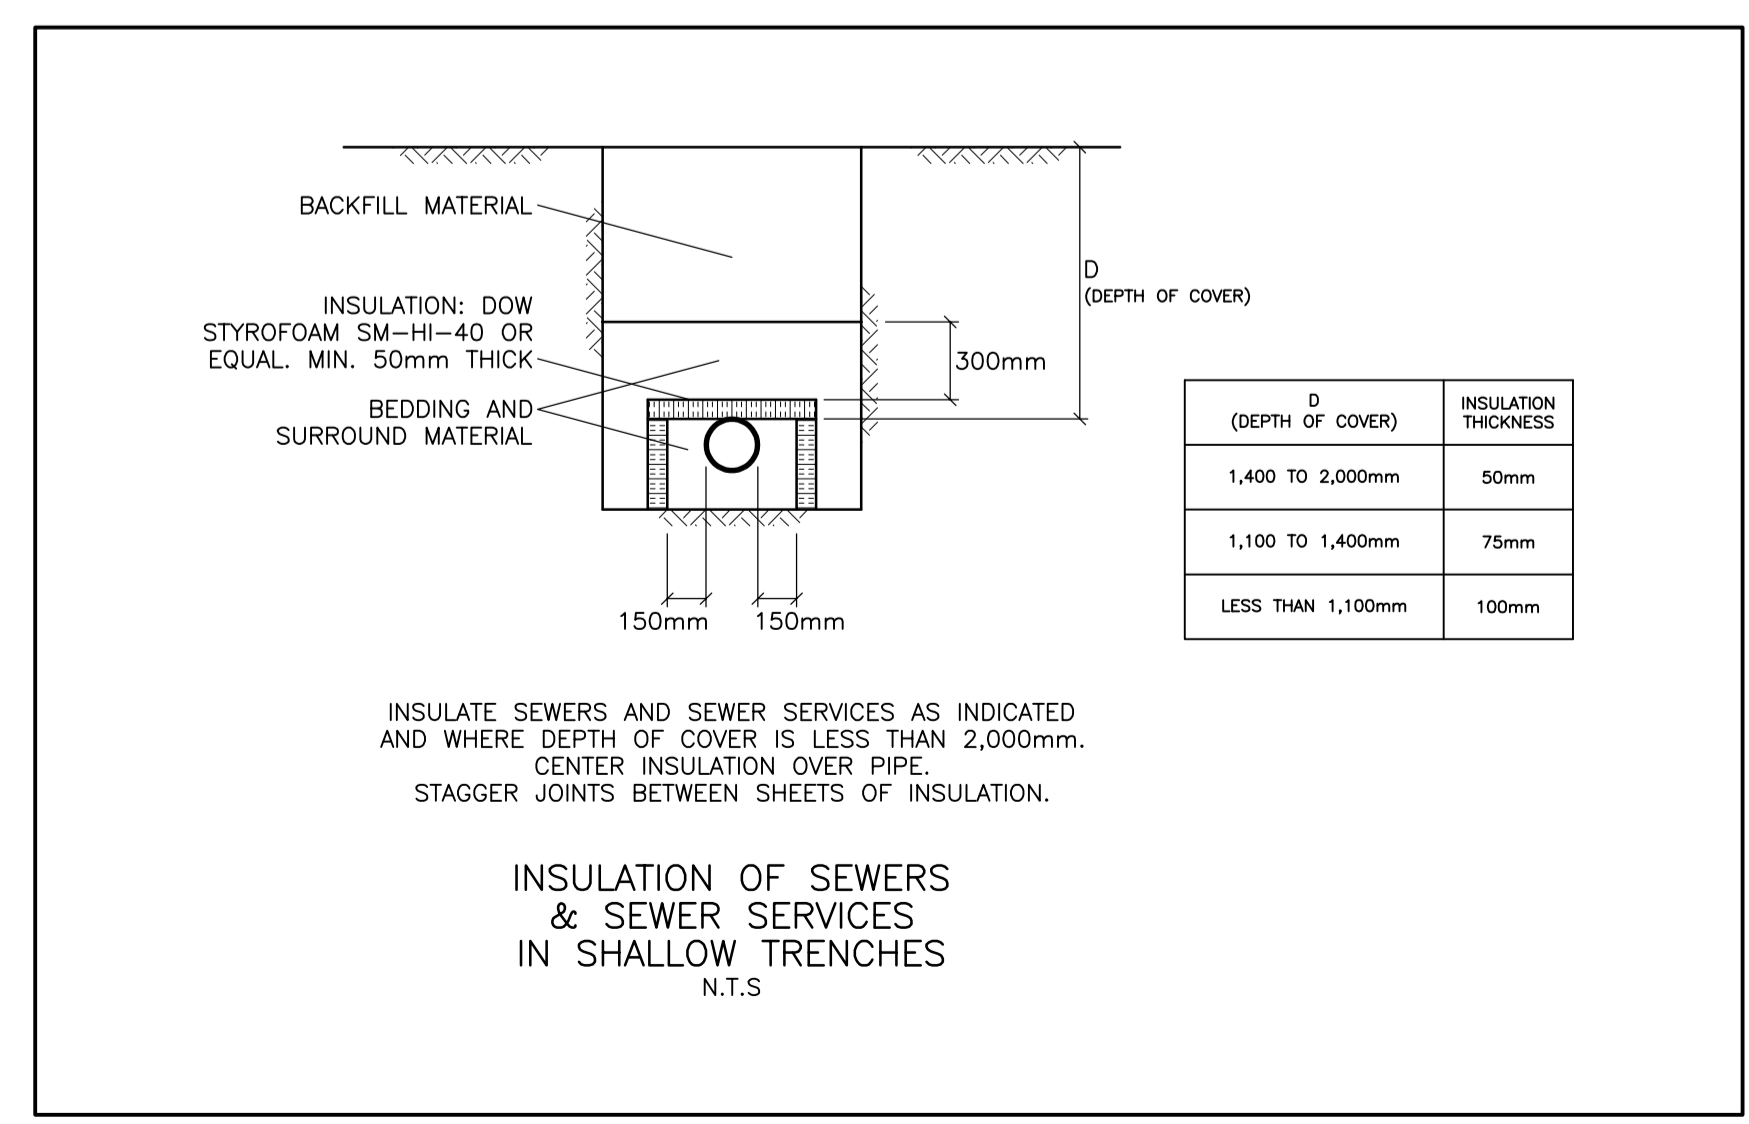 BACKFILL MATERIAL
INSULATION: DOW
STYROFOAM SM-HI-40 OR
EQUAL. MIN. 50mm THICK
BEDDING AND
SURROUND MATERIAL
D
(DEPTH OF COVER)
300mm
150mm 150mm
D
(DEPTH OF COVER)
INSULATION
THICKNESS
1,400 TO 2,000mm 50mm
1,100 TO 1,400mm 75mm
LESS THAN 1,100mm 100mm
INSULATE SEWERS AND SEWER SERVICES AS INDICATED
AND WHERE DEPTH OF COVER IS LESS THAN 2,000mm.
CENTER INSULATION OVER PIPE.
STAGGER JOINTS BETWEEN SHEETS OF INSULATION.
INSULATION OF SEWERS
& SEWER SERVICES
IN SHALLOW TRENCHES
N.T.S